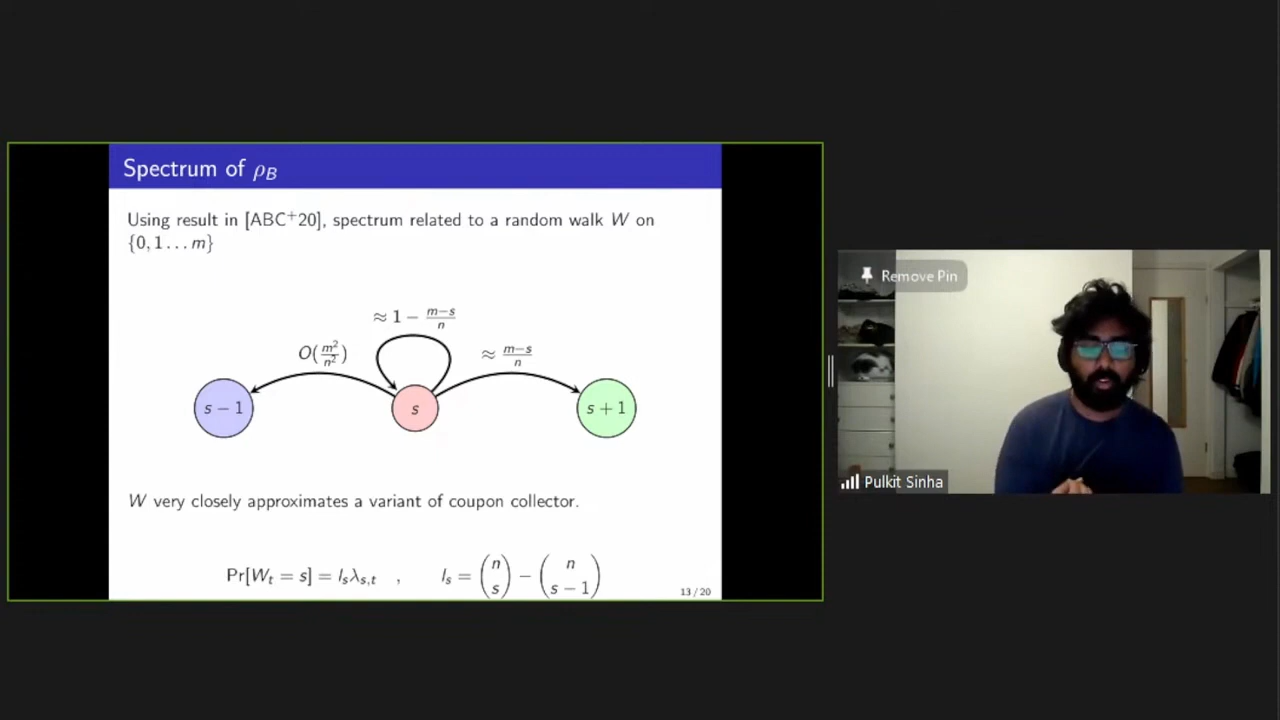 Spectrum of ρ_B
Using result in [ABC⁺20], spectrum related to a random walk W on
{0, 1 . . . m}
≈ 1 − (m−s)/n
O(m²/n²)
≈ (m−s)/n
s − 1
s
s + 1
W very closely approximates a variant of coupon collector.
Pr[W_t = s] = l_s λ_{s,t} , l_s = (n s) − (n s − 1)
13 / 20
Remove Pin
Pulkit Sinha